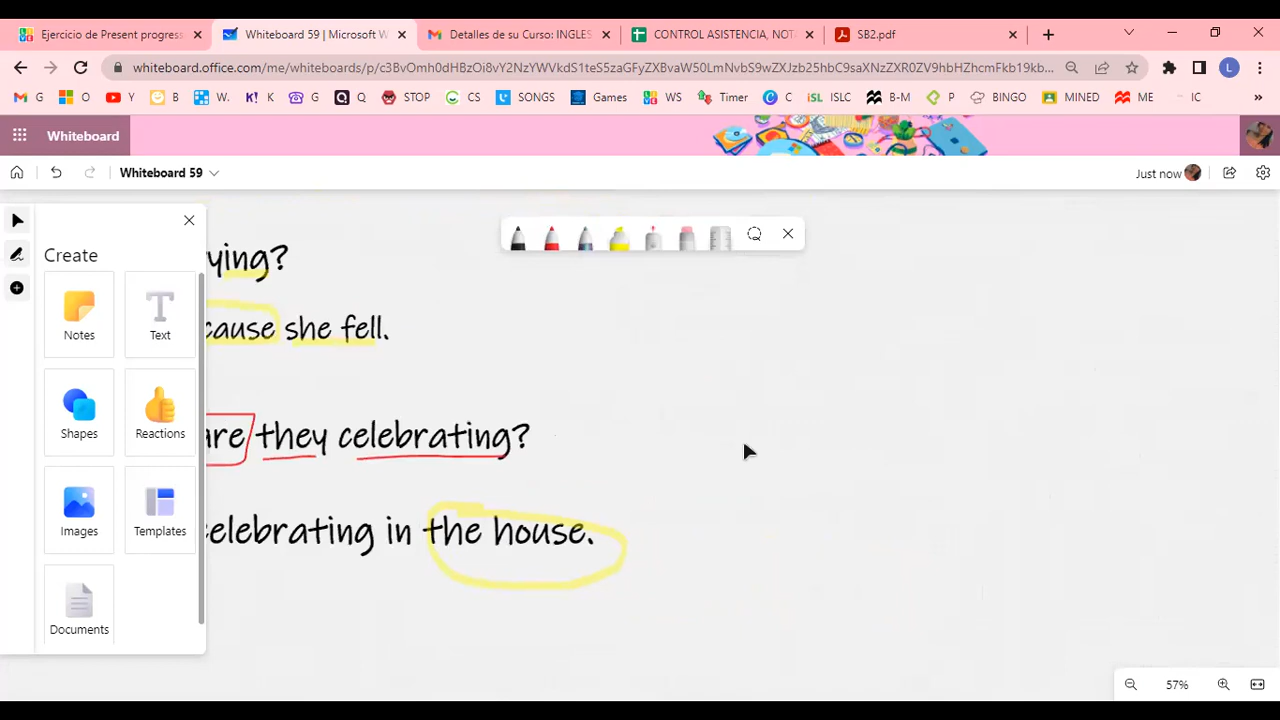 Ejercicio de Present progres
Whiteboard 59 | Microsoft W
Detalles de su Curso: INGLES
CONTROL ASISTENCIA, NOT
SB2.pdf
whiteboard.office.com/me/whiteboards/p/
G
O
Y
B
W.
K!
G
Q
STOP
CS
SONGS
Games
WS
Timer
C
ISLC
B-M
P
BINGO
MINED
ME
IC
»
Whiteboard
Whiteboard 59
Just now
Create
Notes
Text
Shapes
Reactions
Images
Templates
Documents
ying?
cause she fell.
are they celebrating?
celebrating in the house.
57%